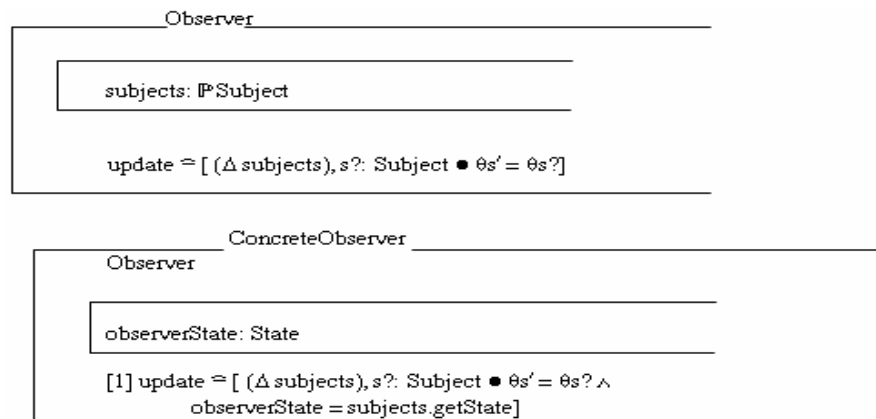 Observer
subjects: ℙSubject
update ≙ [ (Δ subjects), s?: Subject ● θs′ = θs?]
ConcreteObserver
Observer
observerState: State
[1] update ≙ [ (Δ subjects), s?: Subject ● θs′ = θs? ∧
observerState = subjects.getState]